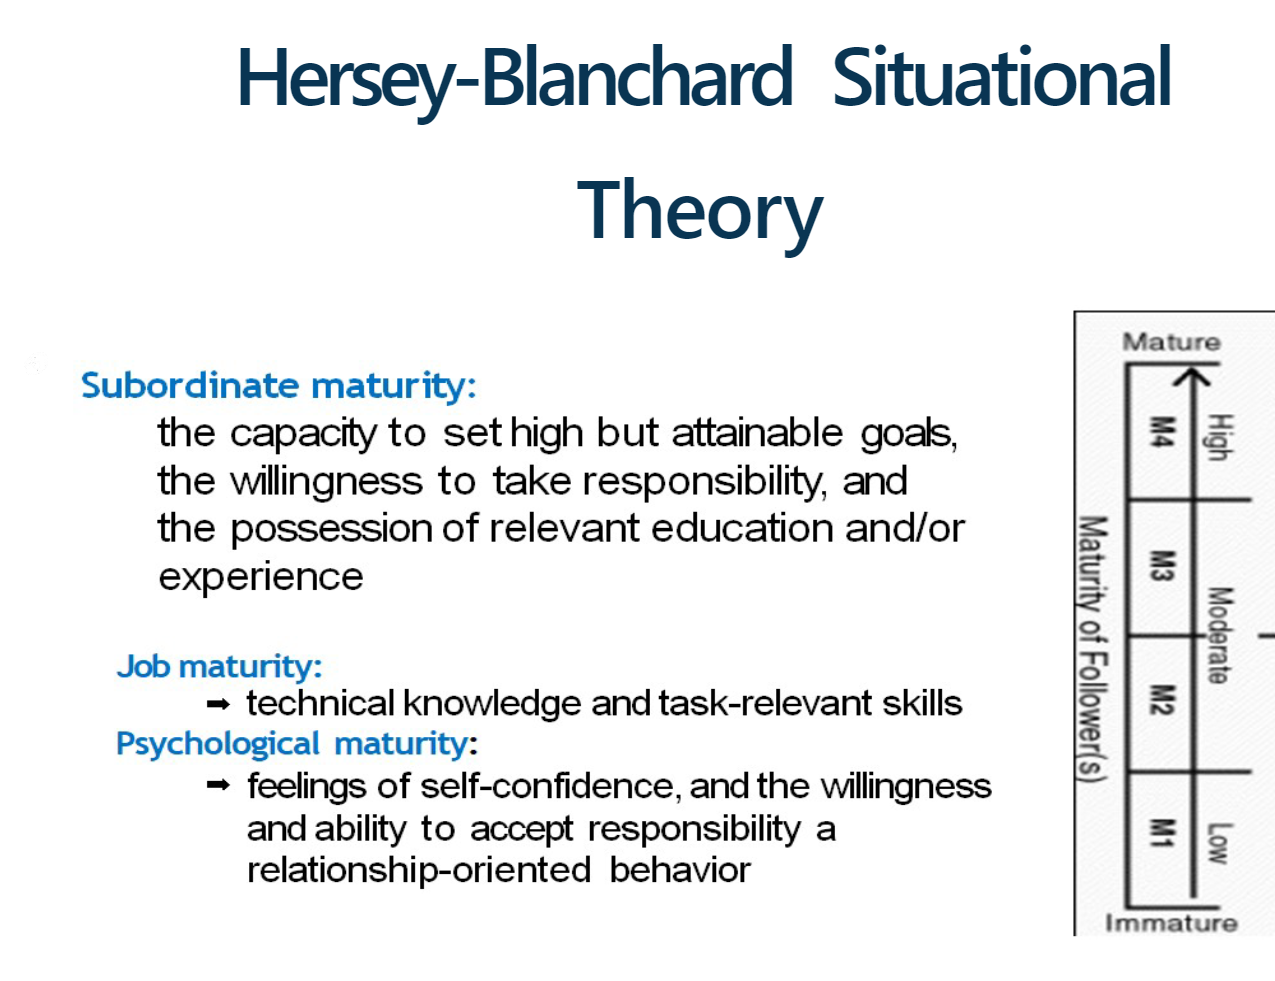 Hersey-Blanchard Situational
Theory
Subordinate maturity:
the capacity to set high but attainable goals,
the willingness to take responsibility, and
the possession of relevant education and/or
experience
Job maturity:
➡ technical knowledge and task-relevant skills
Psychological maturity:
➡ feelings of self-confidence, and the willingness
and ability to accept responsibility a
relationship-oriented behavior
Mature
M4
High
M3
Moderate
Maturity of Follower(s)
M2
M1
Low
Immature